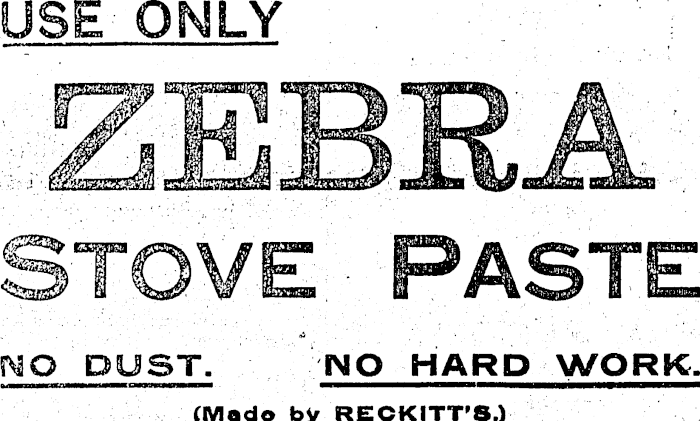 USE ONLY
ZEBRA
STOVE PASTE
NO DUST. NO HARD WORK.
(Made by RECKITT'S.)